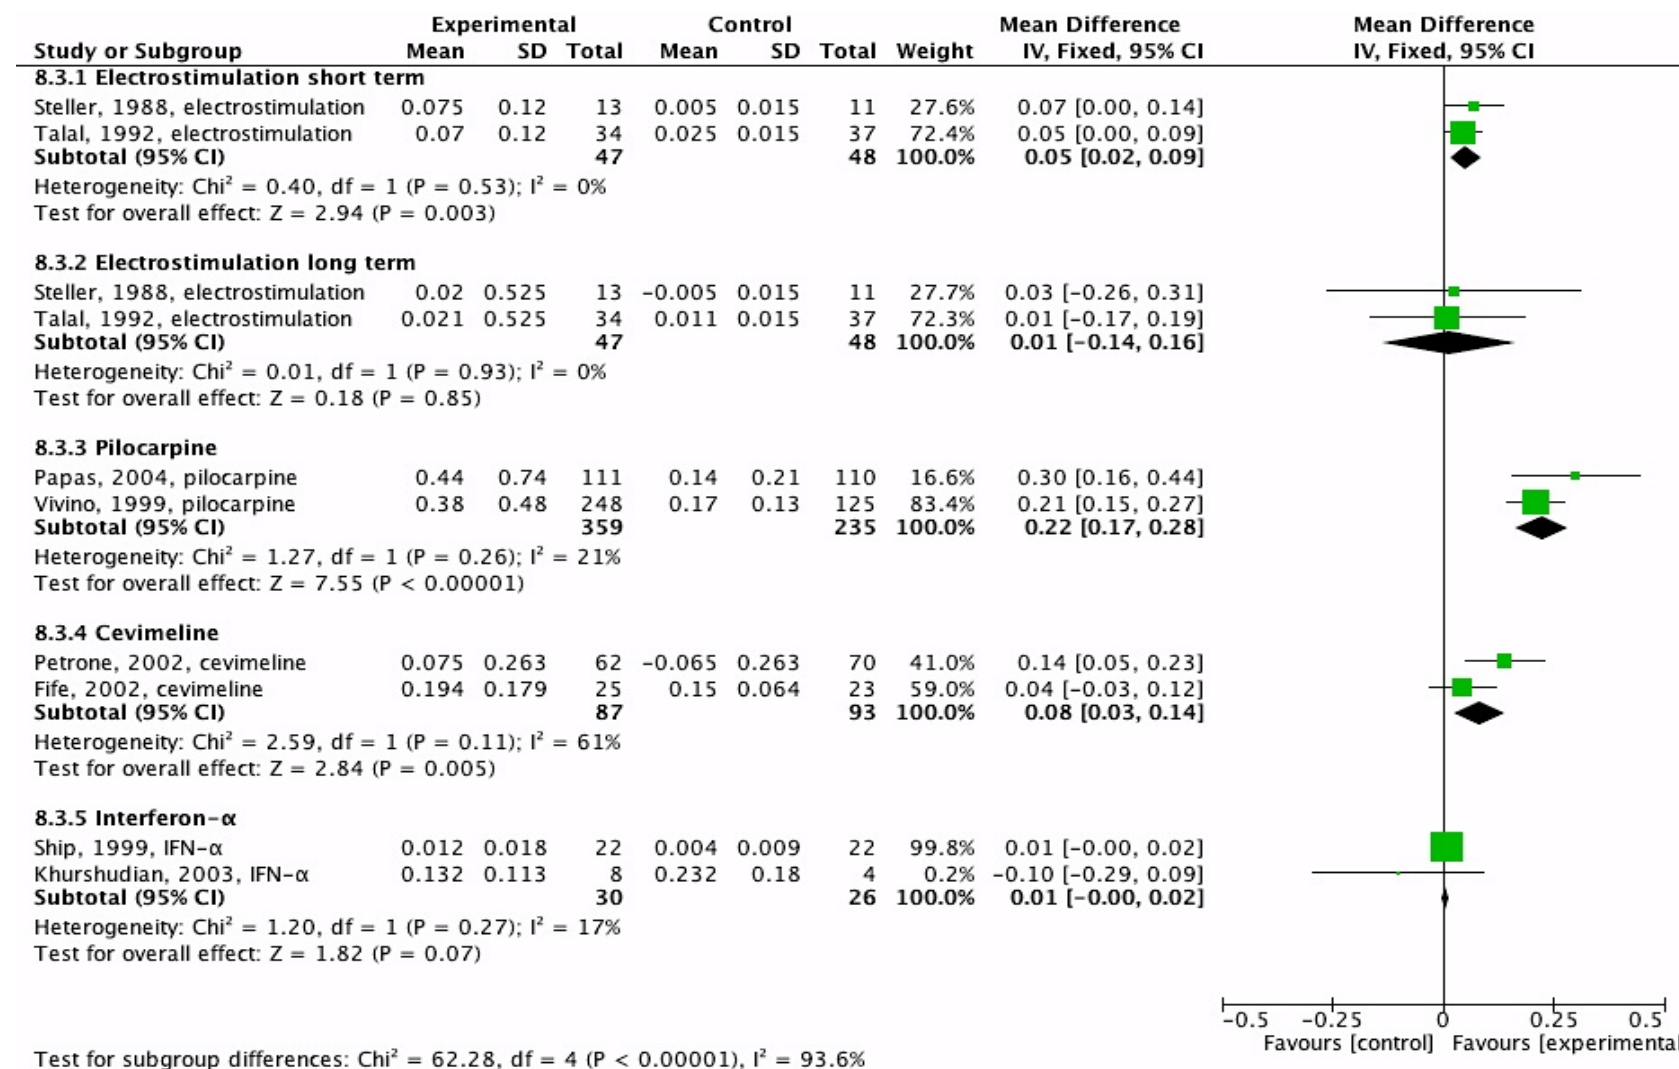 Experimental Control Mean Difference Mean Difference
Study or Subgroup Mean SD Total Mean SD Total Weight IV, Fixed, 95% CI IV, Fixed, 95% CI
8.3.1 Electrostimulation short term
Steller, 1988, electrostimulation 0.075 0.12 13 0.005 0.015 11 27.6% 0.07 [0.00, 0.14]
Talal, 1992, electrostimulation 0.07 0.12 34 0.025 0.015 37 72.4% 0.05 [0.00, 0.09]
Subtotal (95% CI) 47 48 100.0% 0.05 [0.02, 0.09]
Heterogeneity: Chi² = 0.40, df = 1 (P = 0.53); I² = 0%
Test for overall effect: Z = 2.94 (P = 0.003)
8.3.2 Electrostimulation long term
Steller, 1988, electrostimulation 0.02 0.525 13 −0.005 0.015 11 27.7% 0.03 [−0.26, 0.31]
Talal, 1992, electrostimulation 0.021 0.525 34 0.011 0.015 37 72.3% 0.01 [−0.17, 0.19]
Subtotal (95% CI) 47 48 100.0% 0.01 [−0.14, 0.16]
Heterogeneity: Chi² = 0.01, df = 1 (P = 0.93); I² = 0%
Test for overall effect: Z = 0.18 (P = 0.85)
8.3.3 Pilocarpine
Papas, 2004, pilocarpine 0.44 0.74 111 0.14 0.21 110 16.6% 0.30 [0.16, 0.44]
Vivino, 1999, pilocarpine 0.38 0.48 248 0.17 0.13 125 83.4% 0.21 [0.15, 0.27]
Subtotal (95% CI) 359 235 100.0% 0.22 [0.17, 0.28]
Heterogeneity: Chi² = 1.27, df = 1 (P = 0.26); I² = 21%
Test for overall effect: Z = 7.55 (P < 0.00001)
8.3.4 Cevimeline
Petrone, 2002, cevimeline 0.075 0.263 62 −0.065 0.263 70 41.0% 0.14 [0.05, 0.23]
Fife, 2002, cevimeline 0.194 0.179 25 0.15 0.064 23 59.0% 0.04 [−0.03, 0.12]
Subtotal (95% CI) 87 93 100.0% 0.08 [0.03, 0.14]
Heterogeneity: Chi² = 2.59, df = 1 (P = 0.11); I² = 61%
Test for overall effect: Z = 2.84 (P = 0.005)
8.3.5 Interferon−α
Ship, 1999, IFN−α 0.012 0.018 22 0.004 0.009 22 99.8% 0.01 [−0.00, 0.02]
Khurshudian, 2003, IFN−α 0.132 0.113 8 0.232 0.18 4 0.2% −0.10 [−0.29, 0.09]
Subtotal (95% CI) 30 26 100.0% 0.01 [−0.00, 0.02]
Heterogeneity: Chi² = 1.20, df = 1 (P = 0.27); I² = 17%
Test for overall effect: Z = 1.82 (P = 0.07)
−0.5 −0.25 0 0.25 0.5
Favours [control] Favours [experimental
Test for subgroup differences: Chi² = 62.28, df = 4 (P < 0.00001), I² = 93.6%